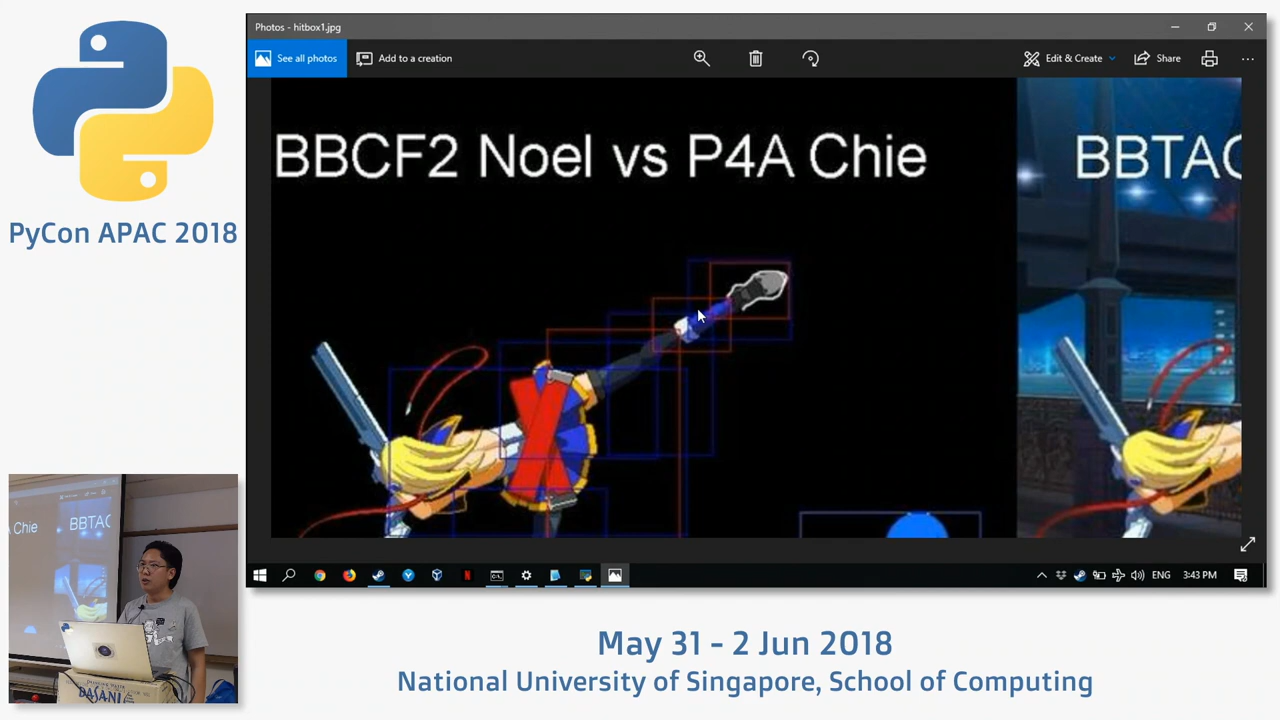 PyCon APAC 2018
Photos - hitbox1.jpg
See all photos
Add to a creation
Edit & Create
Share
BBCF2 Noel vs P4A Chie
BBTAC
ENG
3:43 PM
A Chie
BBTAC
DASANI
May 31 - 2 Jun 2018
National University of Singapore, School of Computing